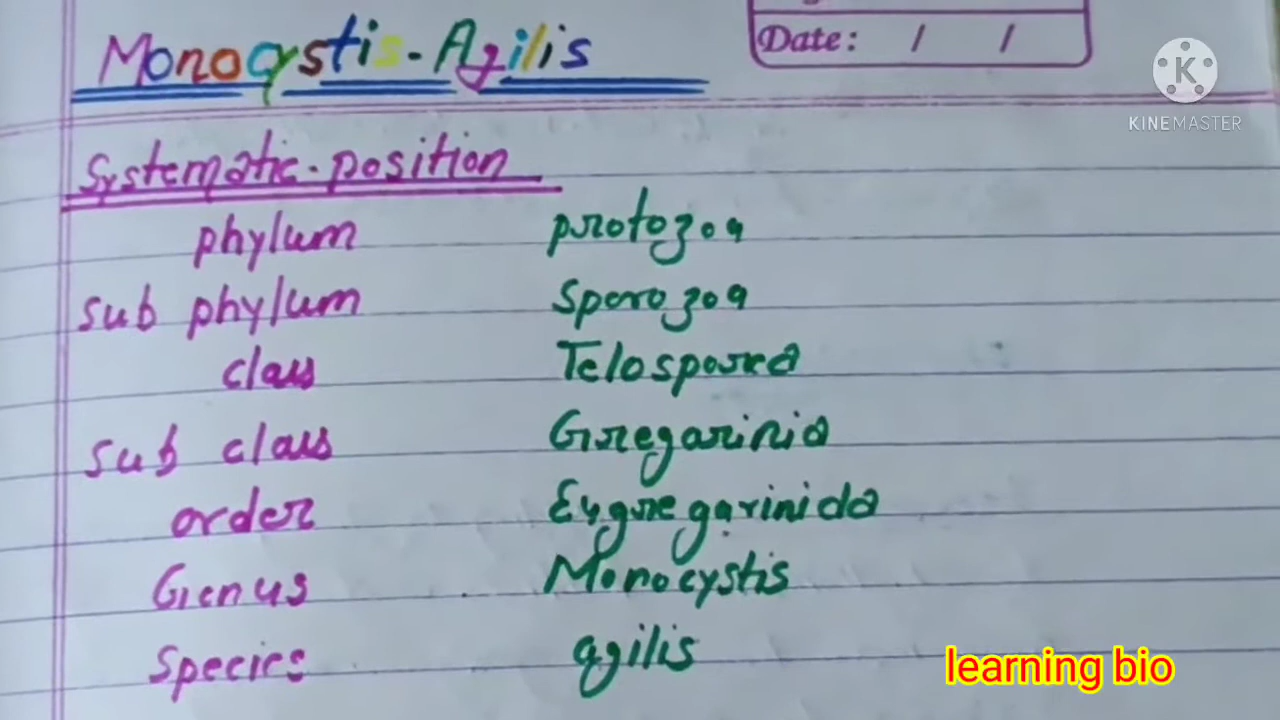 Monocystis-Agilis
Date: / /
KINEMASTER
Systematic-position
phylum protozoa
sub phylum Sporozoa
class Telosporea
sub class Gregarinia
order Eugregarinida
Genus Monocystis
Species agilis
learning bio